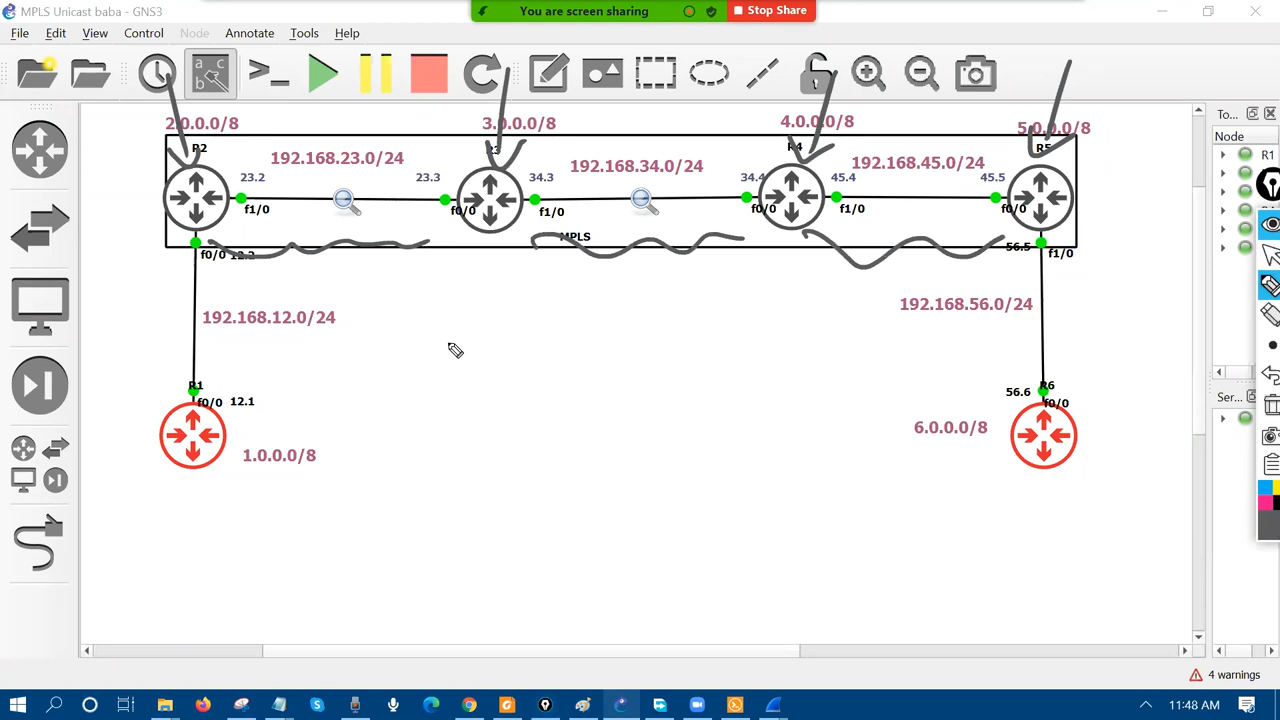 MPLS Unicast baba - GNS3
You are screen sharing
Stop Share
File Edit View Control Node Annotate Tools Help
a c
b
2.0.0.0/8
3.0.0.0/8
4.0.0.0/8
5.0.0.0/8
R2
R4
R5
192.168.23.0/24
192.168.34.0/24
192.168.45.0/24
23.2
23.3
34.3
34.4
45.4
45.5
f1/0
f0/0
f1/0
f0/0
f1/0
f0/0
MPLS
f0/0 12.2
56.5
f1/0
192.168.12.0/24
192.168.56.0/24
R1
f0/0 12.1
56.6
R6
f0/0
1.0.0.0/8
6.0.0.0/8
To...
Node
R1
Ser...
4 warnings
11:48 AM